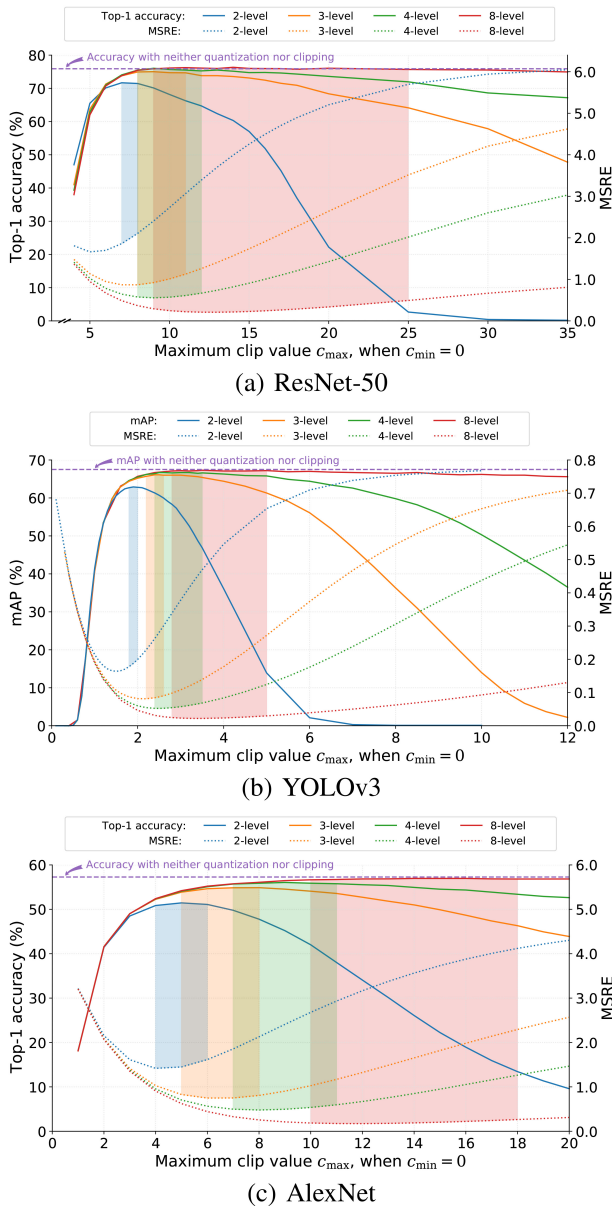 Top-1 accuracy: 2-level 3-level 4-level 8-level
MSRE: 2-level 3-level 4-level 8-level
Accuracy with neither quantization nor clipping
80
70
60
50
40
30
20
10
0
Top-1 accuracy (%)
6.0
5.0
4.0
3.0
2.0
1.0
0.0
MSRE
5 10 15 20 25 30 35
Maximum clip value c_max, when c_min = 0
(a) ResNet-50
mAP: 2-level 3-level 4-level 8-level
MSRE: 2-level 3-level 4-level 8-level
mAP with neither quantization nor clipping
70
60
50
40
30
20
10
0
mAP (%)
0.8
0.7
0.6
0.5
0.4
0.3
0.2
0.1
0.0
MSRE
0 2 4 6 8 10 12
Maximum clip value c_max, when c_min = 0
(b) YOLOv3
Top-1 accuracy: 2-level 3-level 4-level 8-level
MSRE: 2-level 3-level 4-level 8-level
Accuracy with neither quantization nor clipping
60
50
40
30
20
10
0
Top-1 accuracy (%)
6.0
5.0
4.0
3.0
2.0
1.0
0.0
MSRE
0 2 4 6 8 10 12 14 16 18 20
Maximum clip value c_max, when c_min = 0
(c) AlexNet